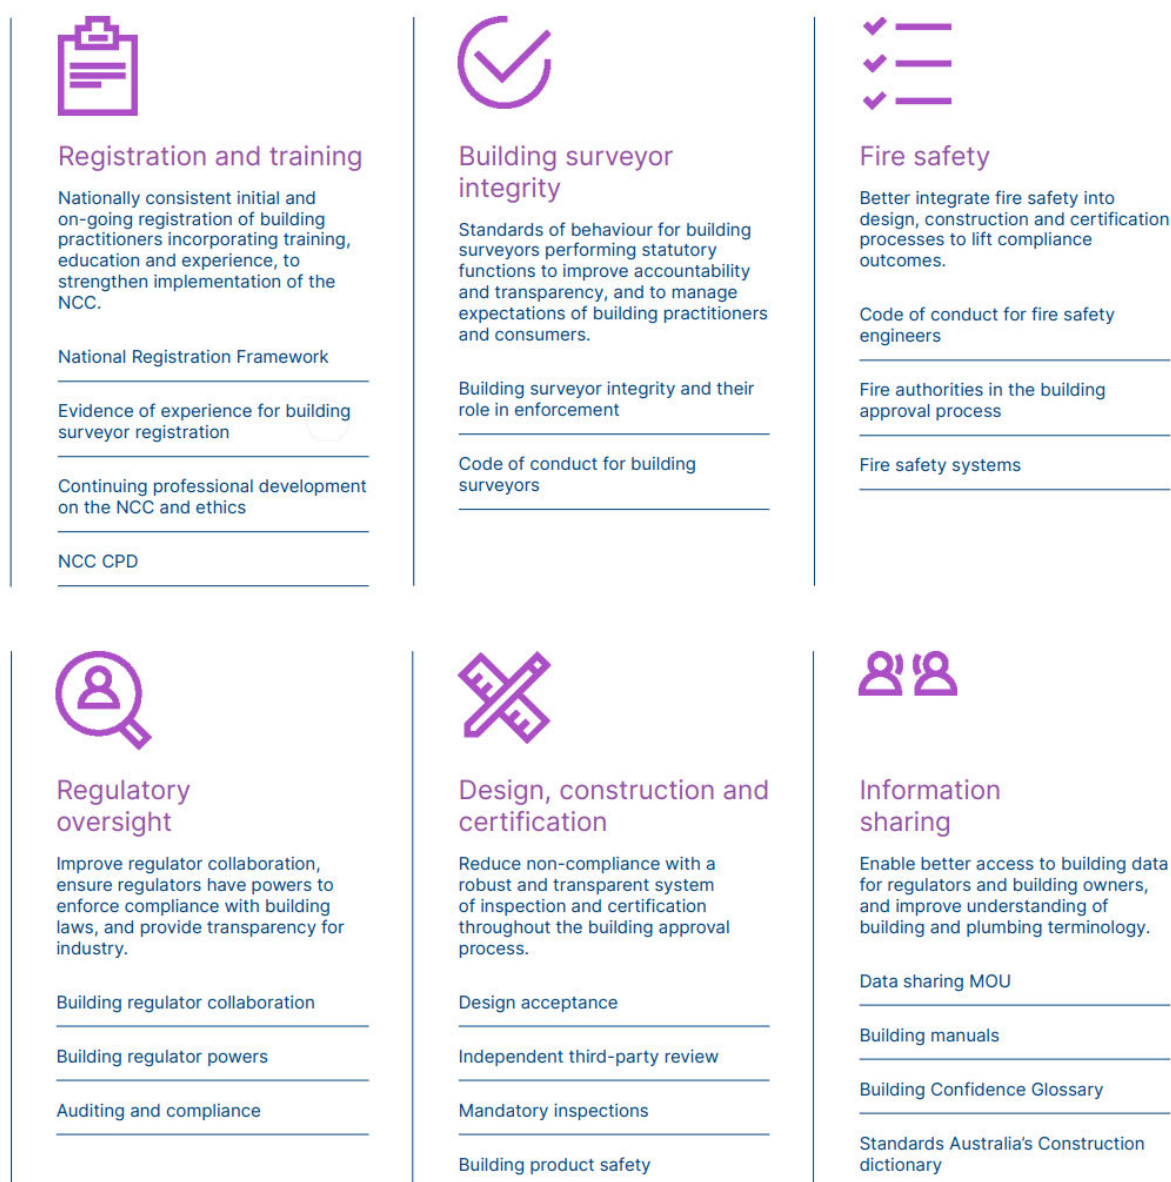 Registration and training
Nationally consistent initial and
on-going registration of building
practitioners incorporating training,
education and experience, to
strengthen implementation of the
NCC.
National Registration Framework
Evidence of experience for building
surveyor registration
Continuing professional development
on the NCC and ethics
NCC CPD
Building surveyor
integrity
Standards of behaviour for building
surveyors performing statutory
functions to improve accountability
and transparency, and to manage
expectations of building practitioners
and consumers.
Building surveyor integrity and their
role in enforcement
Code of conduct for building
surveyors
Fire safety
Better integrate fire safety into
design, construction and certification
processes to lift compliance
outcomes.
Code of conduct for fire safety
engineers
Fire authorities in the building
approval process
Fire safety systems
Regulatory
oversight
Improve regulator collaboration,
ensure regulators have powers to
enforce compliance with building
laws, and provide transparency for
industry.
Building regulator collaboration
Building regulator powers
Auditing and compliance
Design, construction and
certification
Reduce non-compliance with a
robust and transparent system
of inspection and certification
throughout the building approval
process.
Design acceptance
Independent third-party review
Mandatory inspections
Building product safety
Information
sharing
Enable better access to building data
for regulators and building owners,
and improve understanding of
building and plumbing terminology.
Data sharing MOU
Building manuals
Building Confidence Glossary
Standards Australia's Construction
dictionary